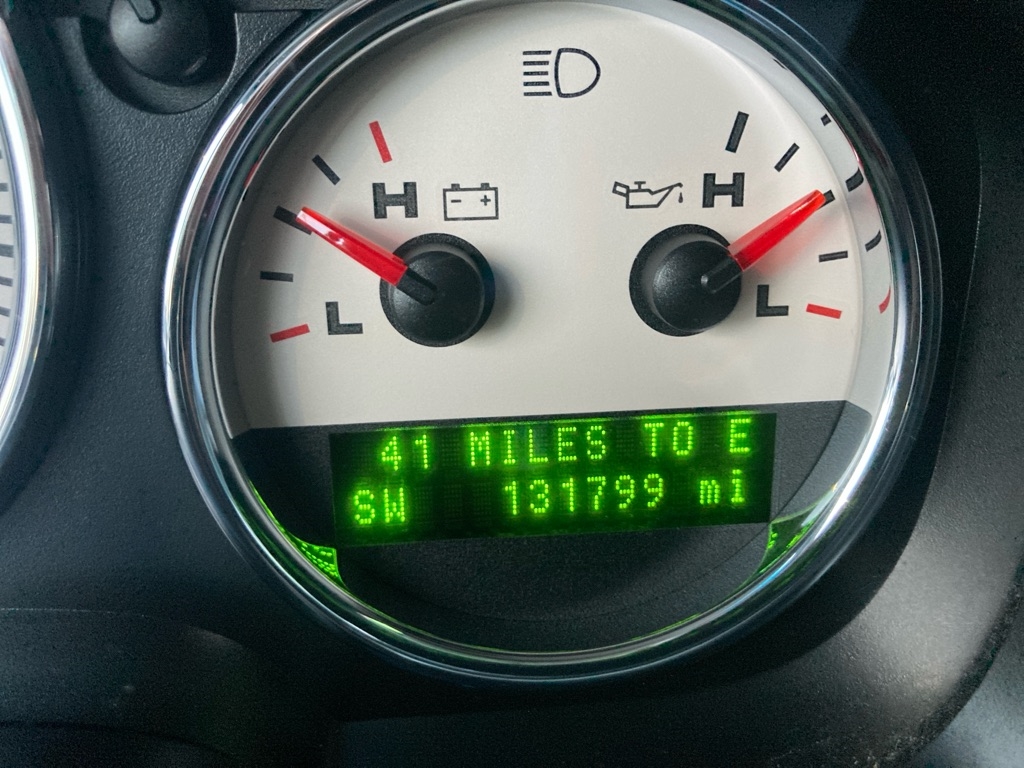 H H
L L
41 MILES TO E
SW 131799 mi